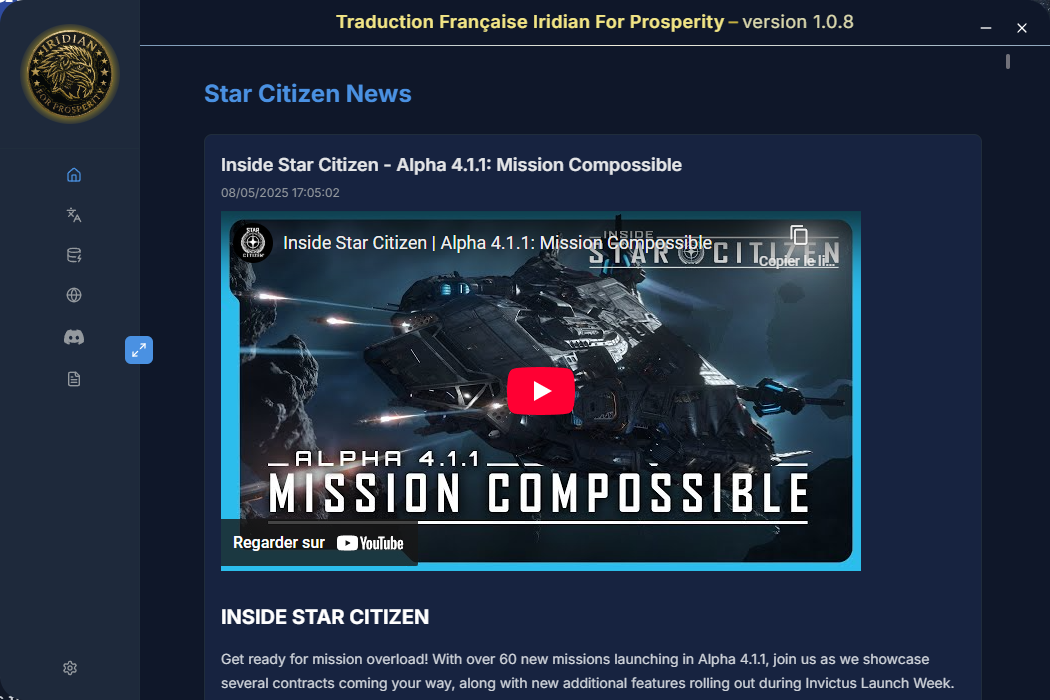 Traduction Française Iridian For Prosperity – version 1.0.8
IRIDIAN
FOR PROSPERITY
Star Citizen News
Inside Star Citizen - Alpha 4.1.1: Mission Compossible
08/05/2025 17:05:02
STAR
CITIZEN
Inside Star Citizen | Alpha 4.1.1: Mission Compossible
INSIDE
STAR CITIZEN
Copier le li...
ALPHA 4.1.1
MISSION COMPOSSIBLE
Regarder sur YouTube
INSIDE STAR CITIZEN
Get ready for mission overload! With over 60 new missions launching in Alpha 4.1.1, join us as we showcase
several contracts coming your way, along with new additional features rolling out during Invictus Launch Week.